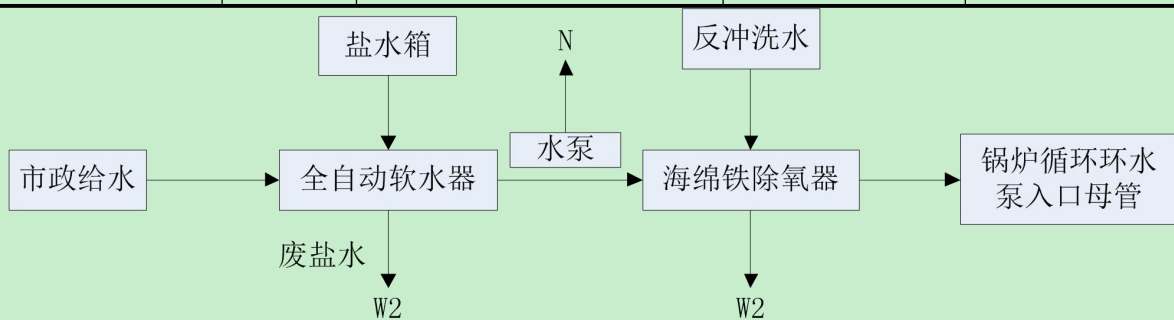 盐水箱
N
反冲洗水
水泵
市政给水
全自动软水器
海绵铁除氧器
锅炉循环环水
泵入口母管
废盐水
W2
W2